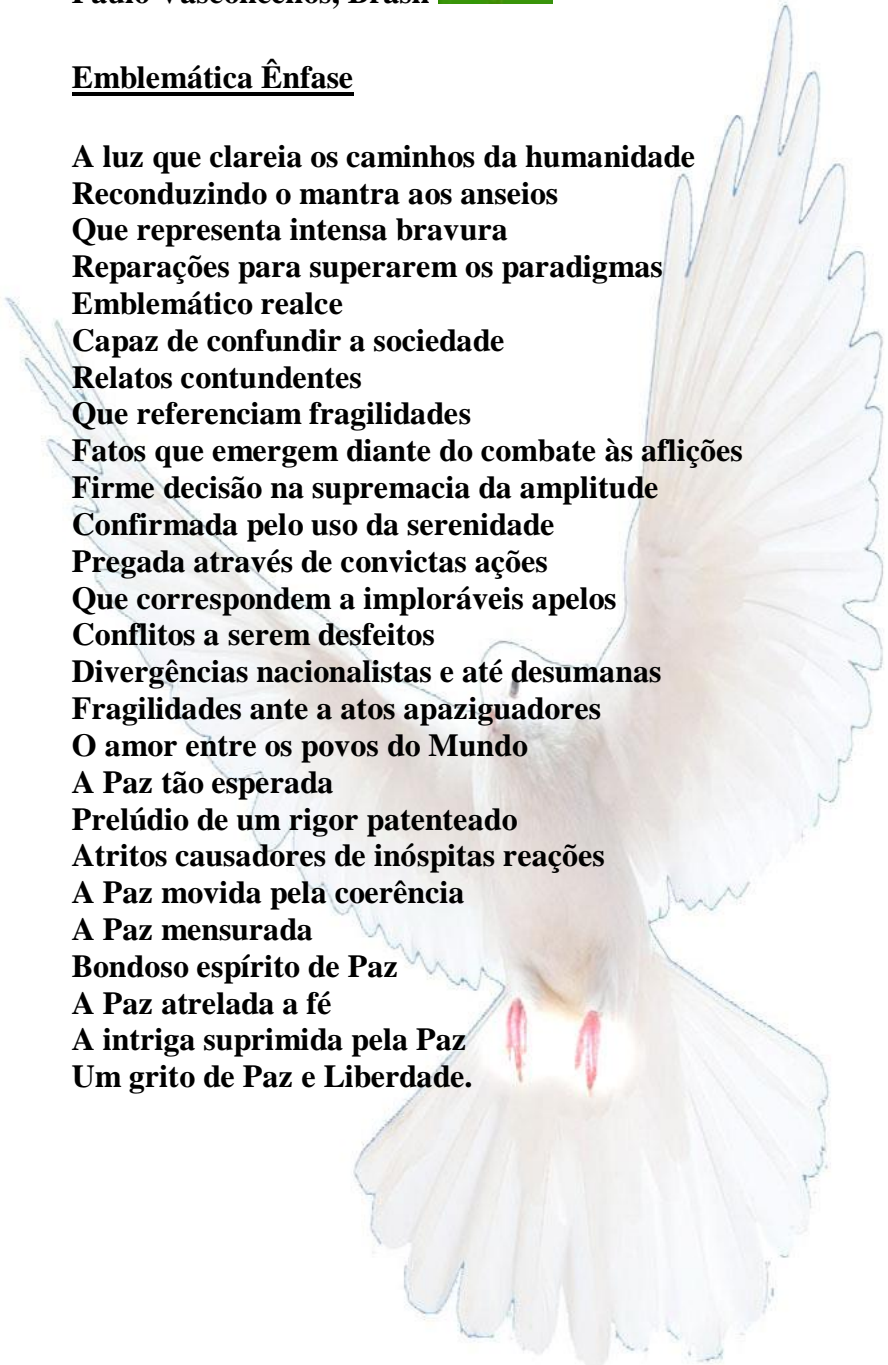 Emblemática Ênfase
A luz que clareia os caminhos da humanidade
Reconduzindo o mantra aos anseios
Que representa intensa bravura
Reparações para superarem os paradigmas
Emblemático realce
Capaz de confundir a sociedade
Relatos contundentes
Que referenciam fragilidades
Fatos que emergem diante do combate às aflições
Firme decisão na supremacia da amplitude
Confirmada pelo uso da serenidade
Pregada através de convictas ações
Que correspondem a imploráveis apelos
Conflitos a serem desfeitos
Divergências nacionalistas e até desumanas
Fragilidades ante a atos apaziguadores
O amor entre os povos do Mundo
A Paz tão esperada
Prelúdio de um rigor patenteado
Atritos causadores de inóspitas reações
A Paz movida pela coerência
A Paz mensurada
Bondoso espírito de Paz
A Paz atrelada a fé
A intriga suprimida pela Paz
Um grito de Paz e Liberdade.